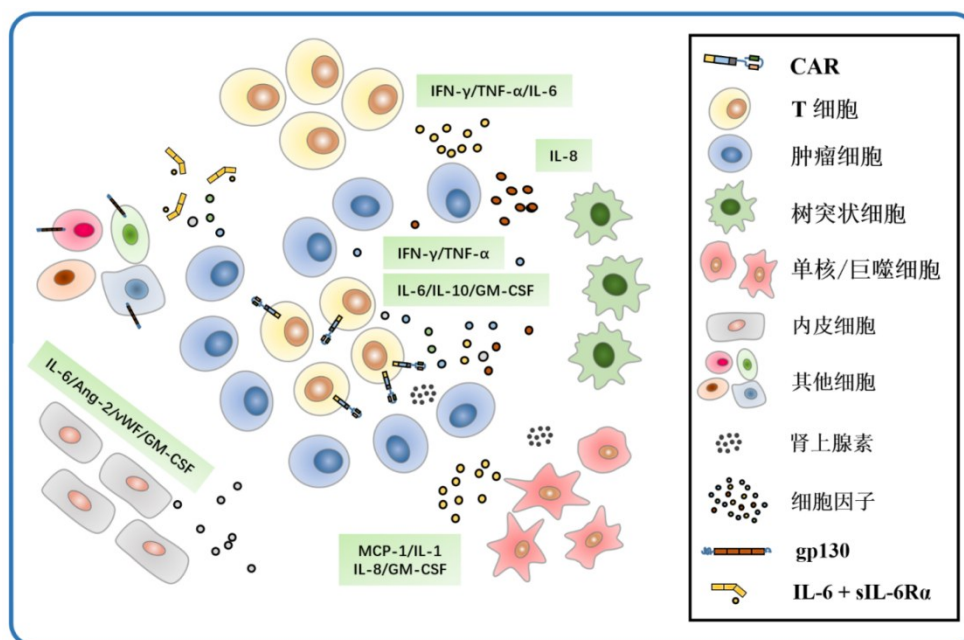 IFN-γ/TNF-α/IL-6
IL-8
IFN-γ/TNF-α
IL-6/IL-10/GM-CSF
IL-6/Ang-2/vWF/GM-CSF
MCP-1/IL-1
IL-8/GM-CSF
CAR
T 细胞
肿瘤细胞
树突状细胞
单核/巨噬细胞
内皮细胞
其他细胞
肾上腺素
细胞因子
gp130
IL-6 + sIL-6Rα